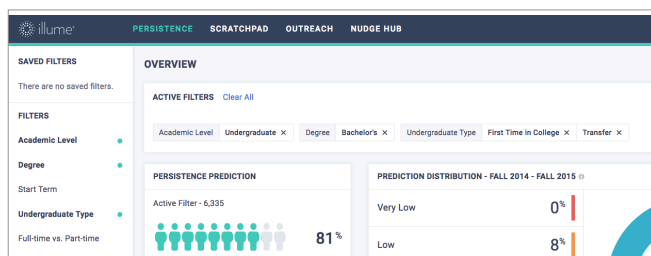 illume
PERSISTENCE SCRATCHPAD OUTREACH NUDGE HUB
SAVED FILTERS
There are no saved filters.
FILTERS
Academic Level
Degree
Start Term
Undergraduate Type
Full-time vs. Part-time
OVERVIEW
ACTIVE FILTERS Clear All
Academic Level Undergraduate × Degree Bachelor's × Undergraduate Type First Time in College × Transfer ×
PERSISTENCE PREDICTION
Active Filter - 6,335
81%
PREDICTION DISTRIBUTION - FALL 2014 - FALL 2015
Very Low 0%
Low 8%